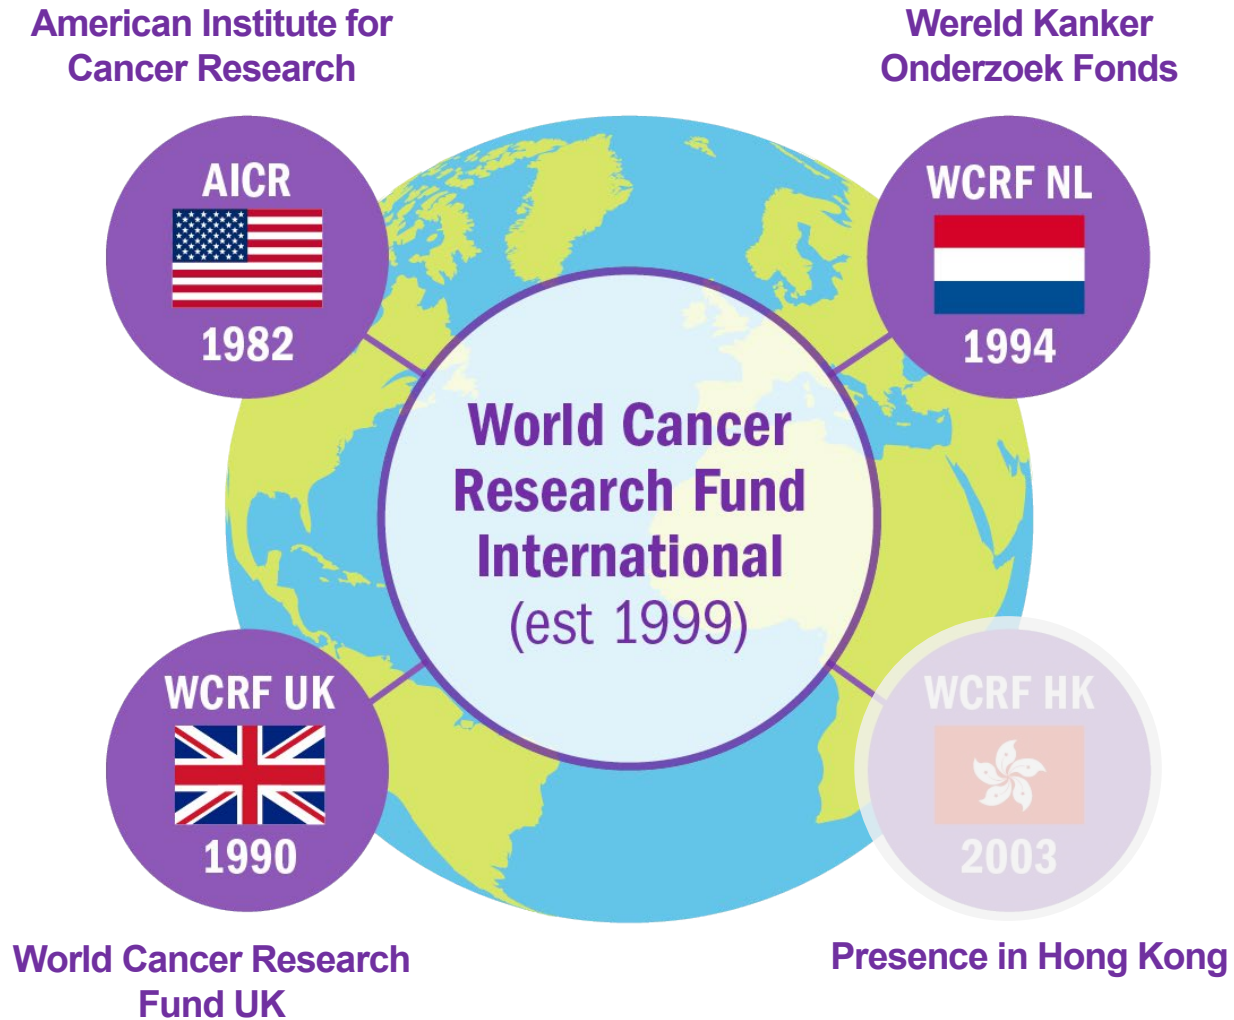 American Institute for
Cancer Research
Wereld Kanker
Onderzoek Fonds
AICR
1982
WCRF NL
1994
World Cancer
Research Fund
International
(est 1999)
WCRF UK
1990
WCRF HK
2003
World Cancer Research
Fund UK
Presence in Hong Kong